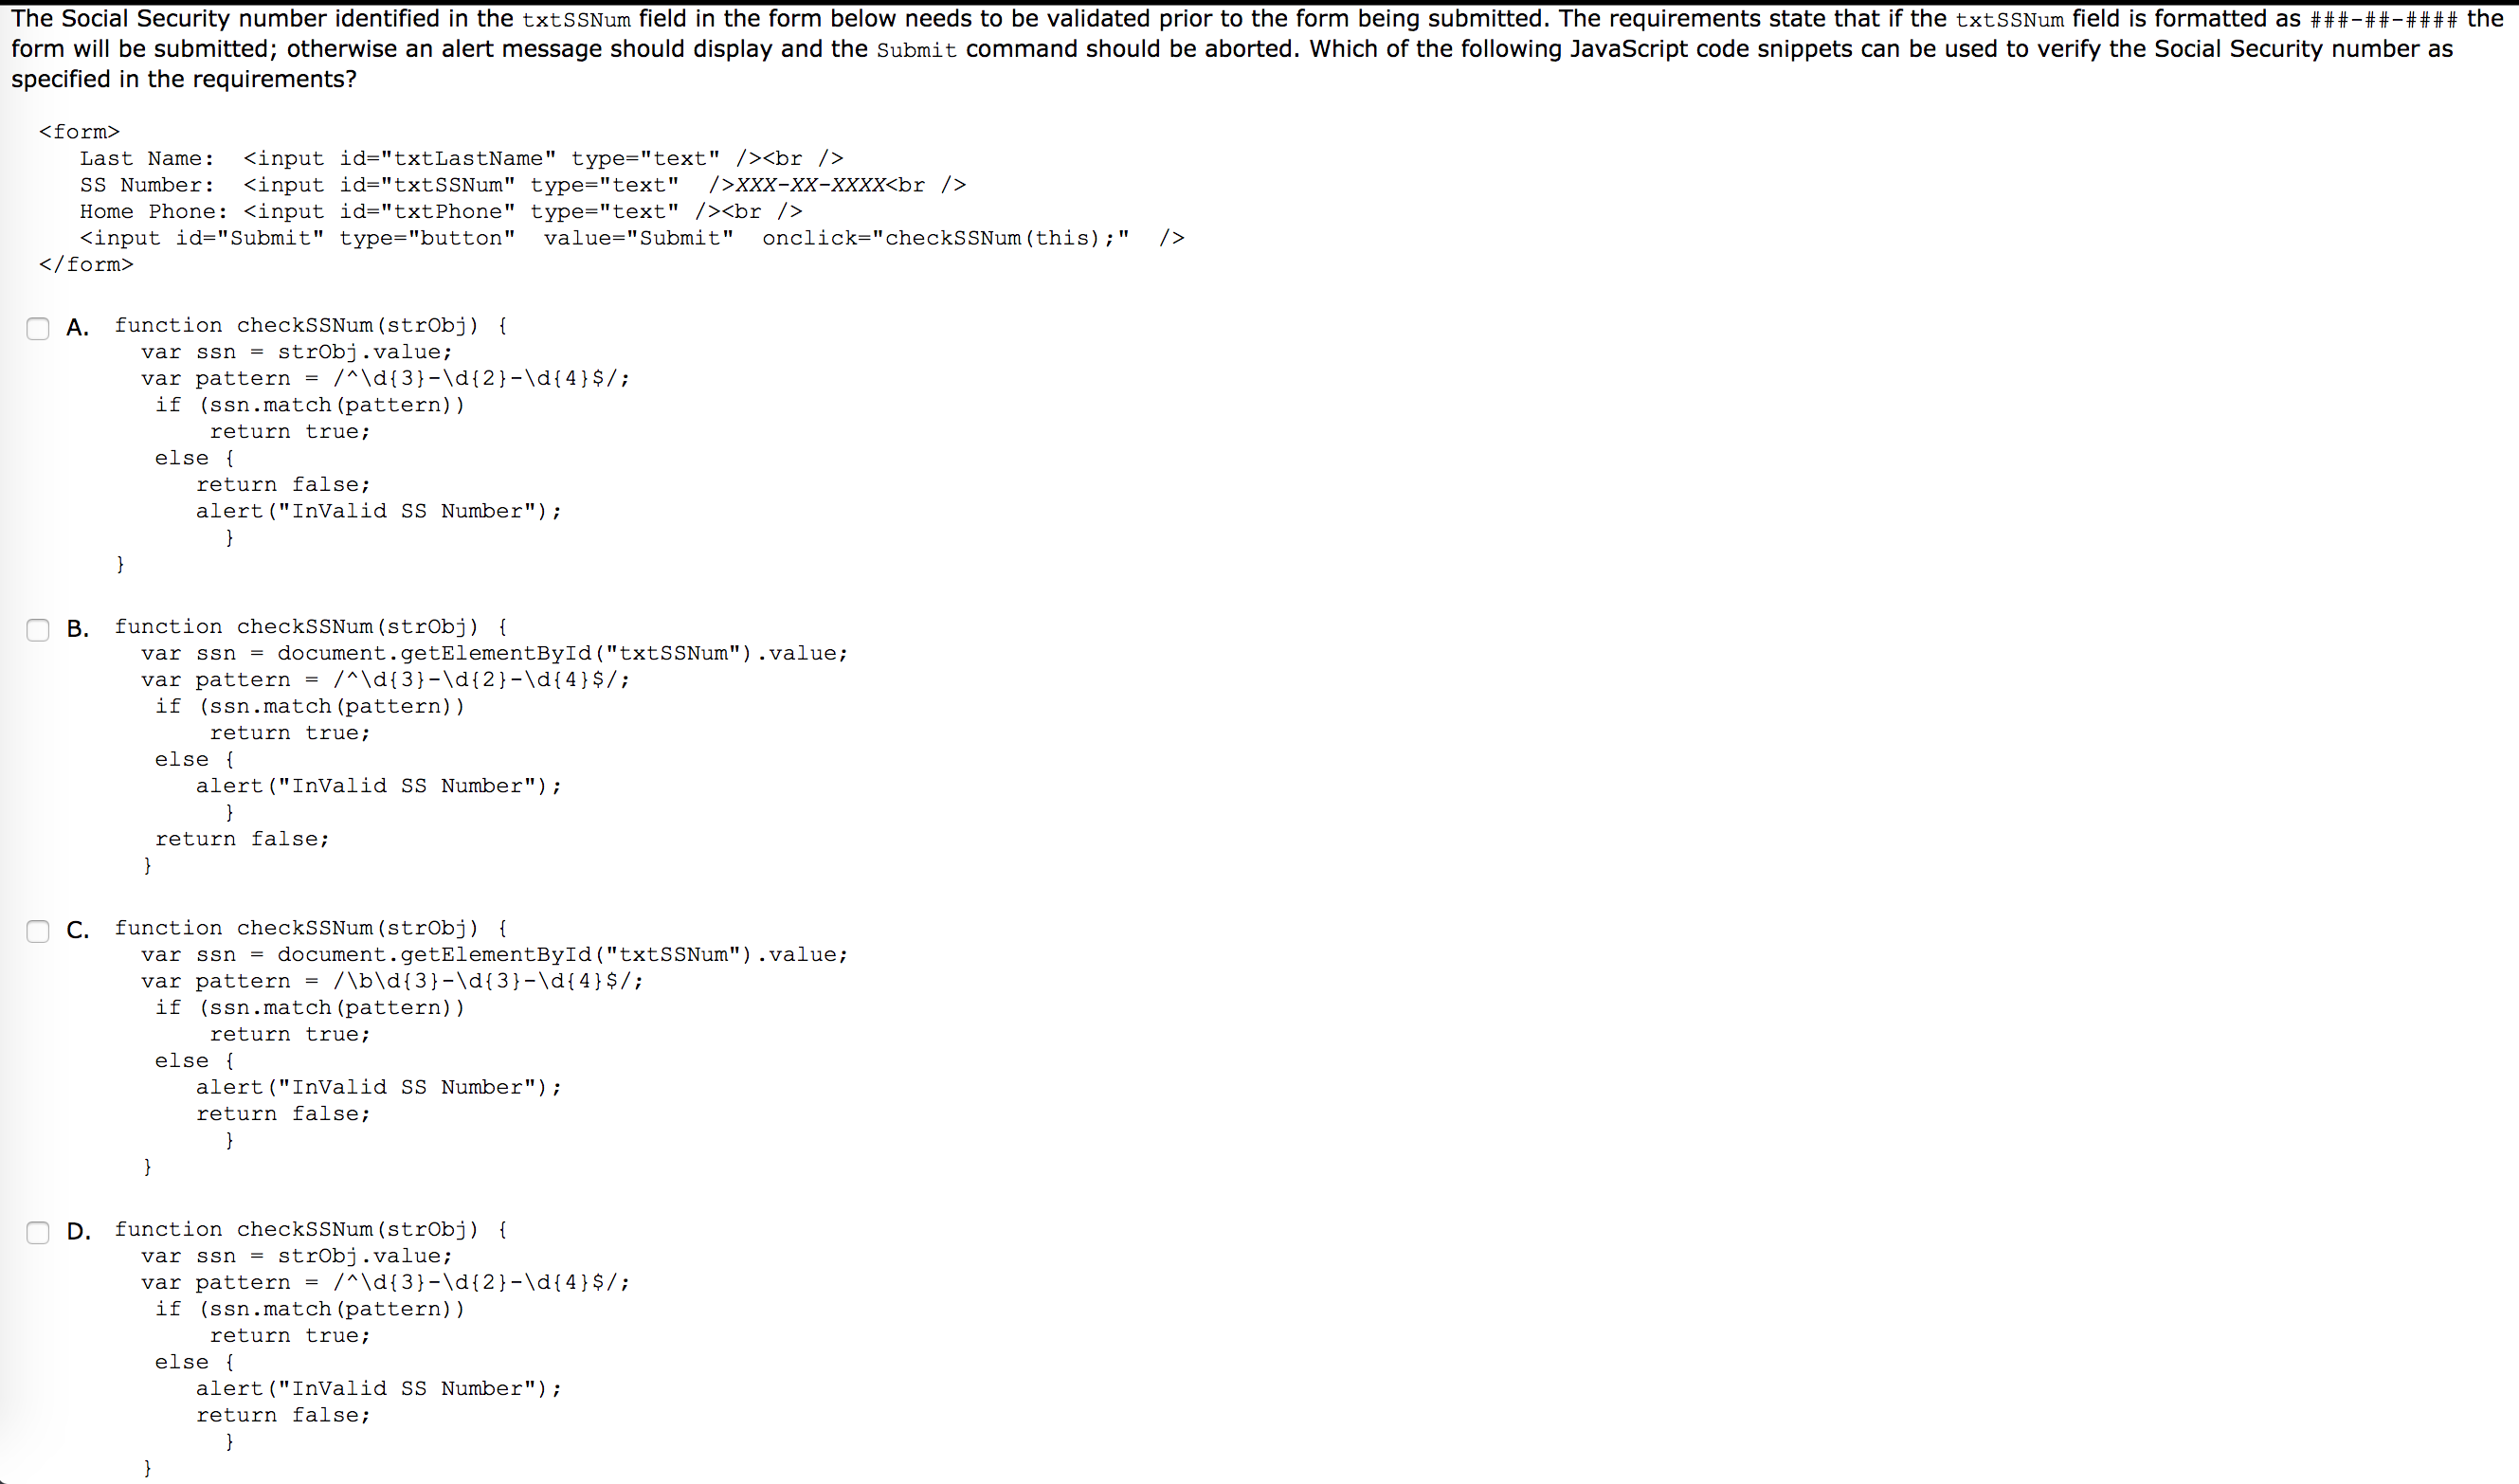 The Social Security number identified in the txtSSNum field in the form below needs to be validated prior to the form being submitted. The requirements state that if the txtSSNum field is formatted as ###-##-#### the
form will be submitted; otherwise an alert message should display and the Submit command should be aborted. Which of the following JavaScript code snippets can be used to verify the Social Security number as
specified in the requirements?
<form>
Last Name: <input id="txtLastName" type="text" /><br />
SS Number: <input id="txtSSNum" type="text" />XXX-XX-XXXX<br />
Home Phone: <input id="txtPhone" type="text" /><br />
<input id="Submit" type="button" value="Submit" onclick="checkSSNum(this);" />
</form>
A. function checkSSNum(strObj) {
var ssn = strObj.value;
var pattern = /^\d{3}-\d{2}-\d{4}$/;
if (ssn.match(pattern))
return true;
else {
return false;
alert("InValid SS Number");
}
}
B. function checkSSNum(strObj) {
var ssn = document.getElementById("txtSSNum").value;
var pattern = /^\d{3}-\d{2}-\d{4}$/;
if (ssn.match(pattern))
return true;
else {
alert("InValid SS Number");
}
return false;
}
C. function checkSSNum(strObj) {
var ssn = document.getElementById("txtSSNum").value;
var pattern = /\b\d{3}-\d{3}-\d{4}$/;
if (ssn.match(pattern))
return true;
else {
alert("InValid SS Number");
return false;
}
}
D. function checkSSNum(strObj) {
var ssn = strObj.value;
var pattern = /^\d{3}-\d{2}-\d{4}$/;
if (ssn.match(pattern))
return true;
else {
alert("InValid SS Number");
return false;
}
}